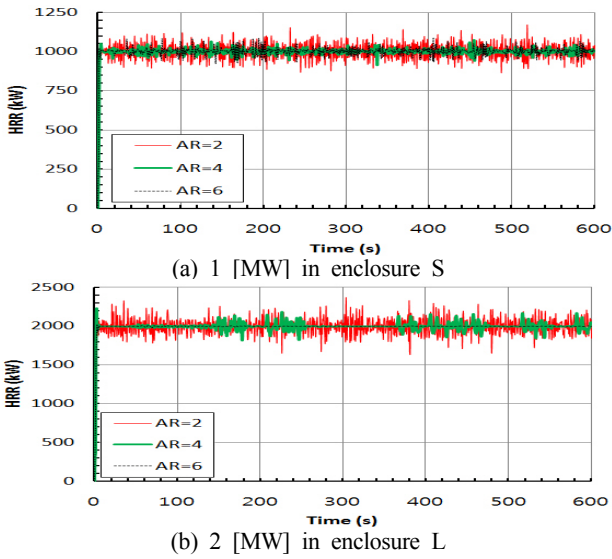 1250
1000
750
500
250
0
HRR (kW)
AR=2
AR=4
AR=6
0 100 200 300 400 500 600
Time (s)
(a) 1 [MW] in enclosure S
2500
2000
1500
1000
500
0
HRR (kW)
AR=2
AR=4
AR=6
0 100 200 300 400 500 600
Time (s)
(b) 2 [MW] in enclosure L